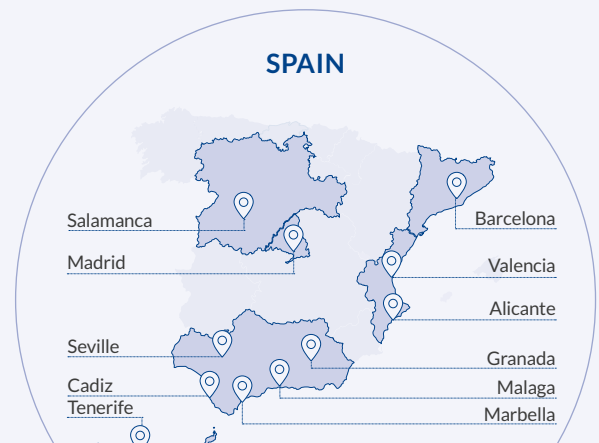 SPAIN
Salamanca
Barcelona
Madrid
Valencia
Alicante
Seville
Granada
Cadiz
Malaga
Tenerife
Marbella